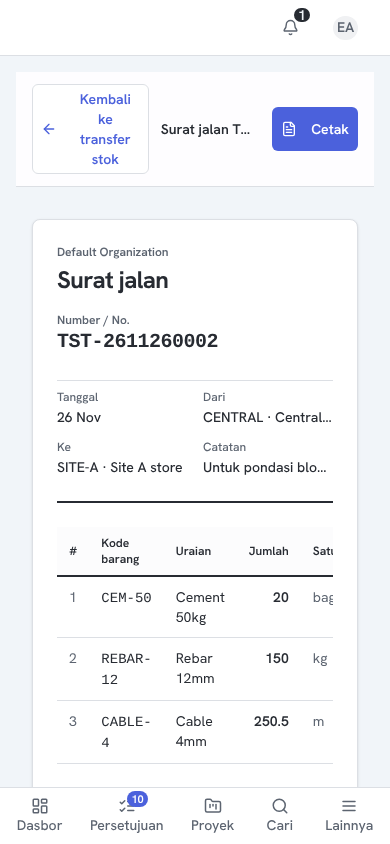 1
EA
Kembali
ke
transfer
stok
Surat jalan T...
Cetak
Default Organization
Surat jalan
Number / No.
TST-2611260002
Tanggal
Dari
26 Nov
CENTRAL · Central...
Ke
Catatan
SITE-A · Site A store
Untuk pondasi blo...
# Kode barang Uraian Jumlah Satu
1 CEM-50 Cement 50kg 20 bag
2 REBAR-12 Rebar 12mm 150 kg
3 CABLE-4 Cable 4mm 250.5 m
10
Dasbor Persetujuan Proyek Cari Lainnya